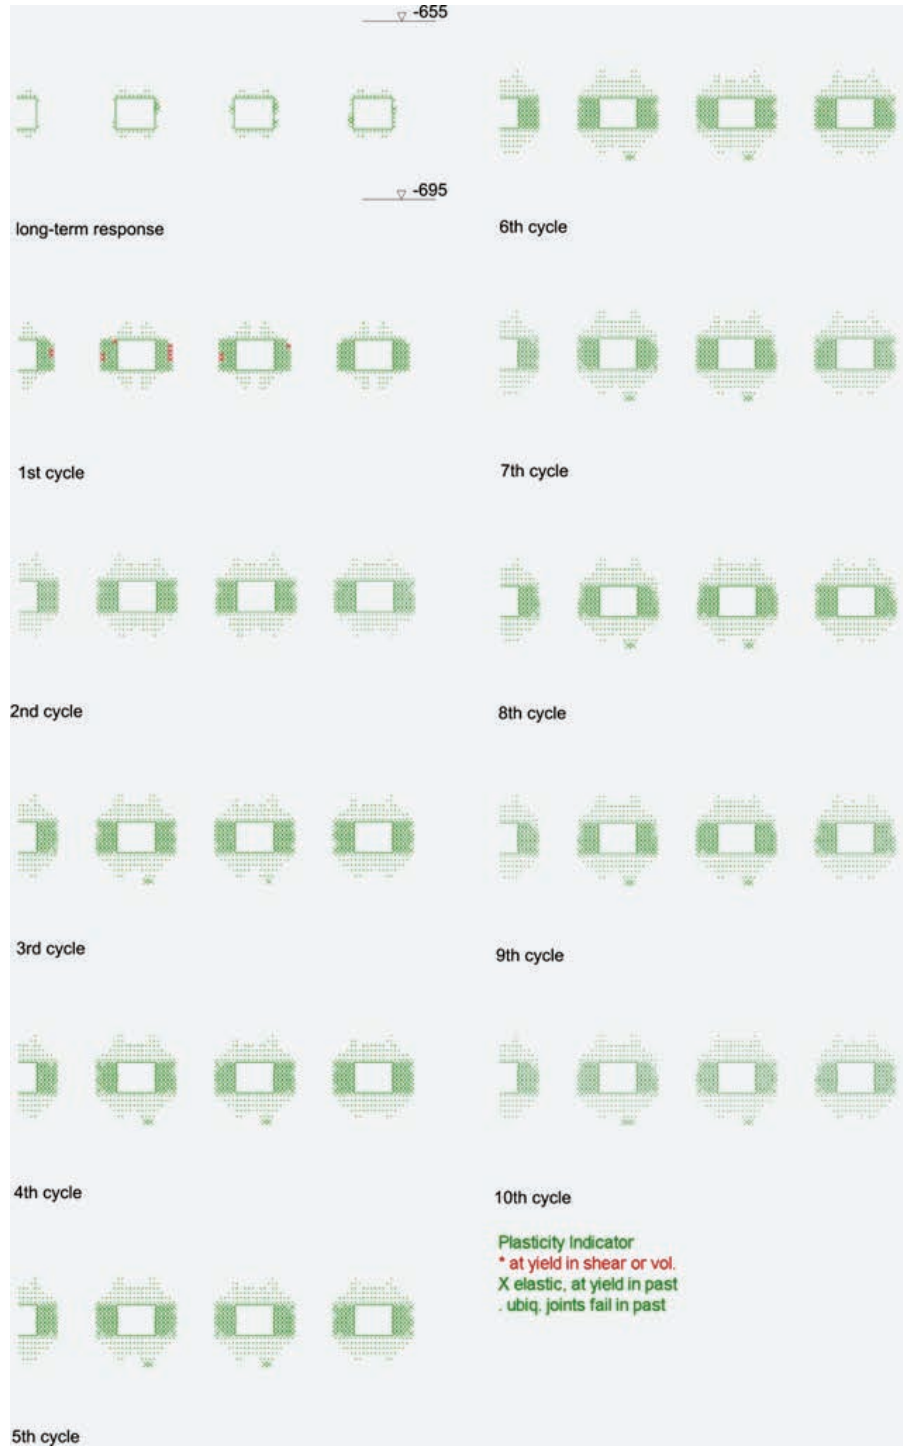 -655
-695
long-term response
1st cycle
2nd cycle
3rd cycle
4th cycle
5th cycle
6th cycle
7th cycle
8th cycle
9th cycle
10th cycle
Plasticity Indicator
* at yield in shear or vol.
X elastic, at yield in past
. ubiq. joints fail in past